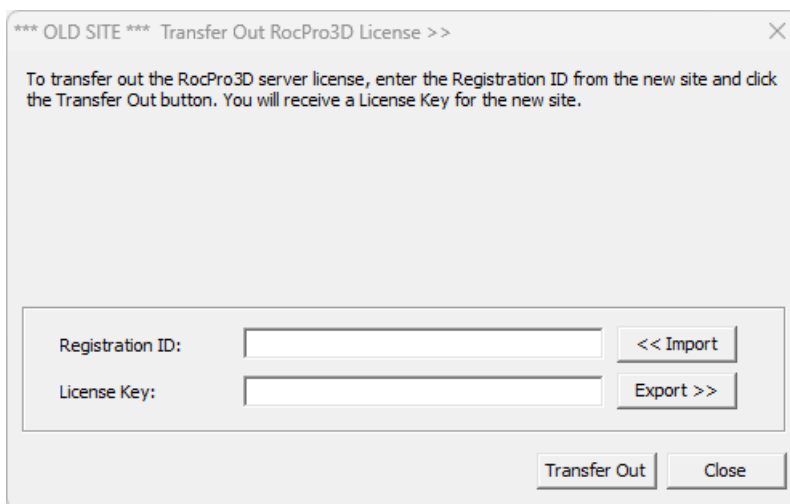 *** OLD SITE *** Transfer Out RocPro3D License >>
To transfer out the RocPro3D server license, enter the Registration ID from the new site and click
the Transfer Out button. You will receive a License Key for the new site.
Registration ID:
<< Import
License Key:
Export >>
Transfer Out
Close